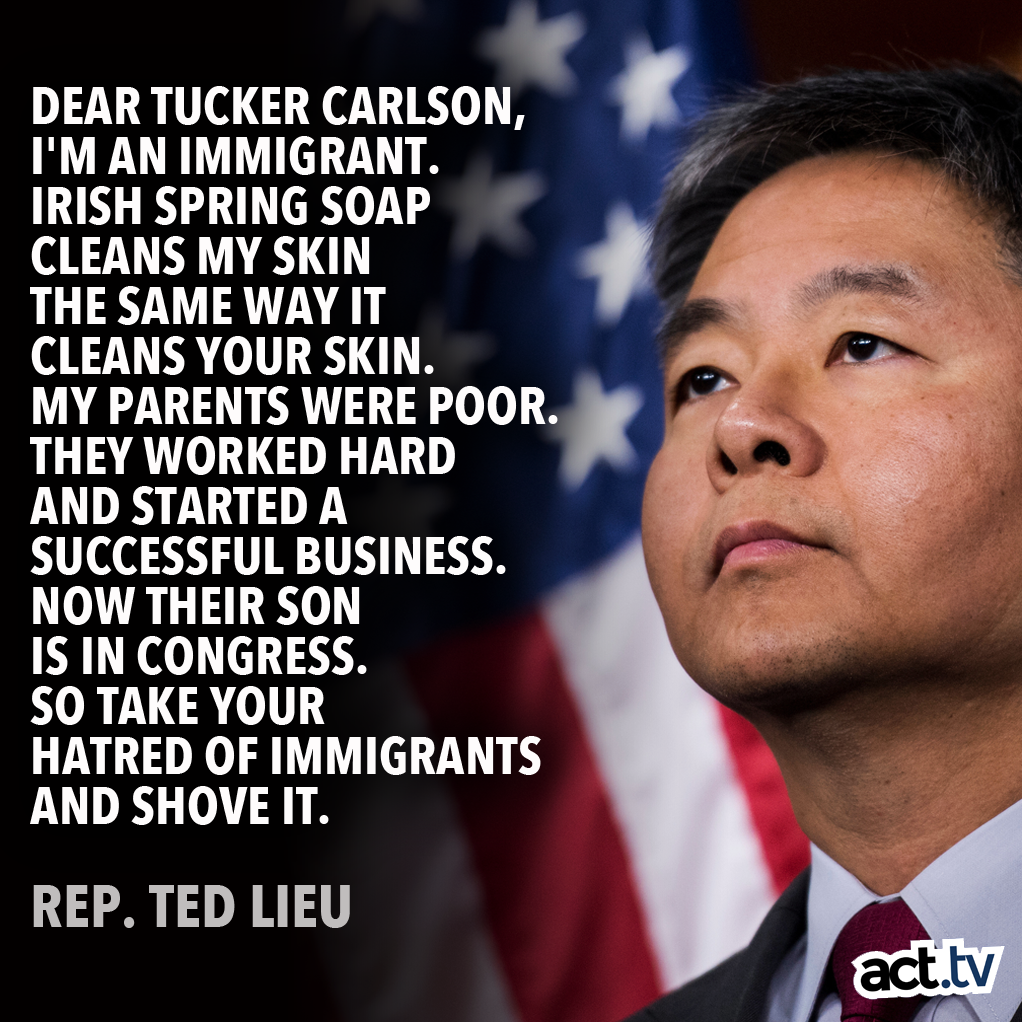 DEAR TUCKER CARLSON,
I'M AN IMMIGRANT.
IRISH SPRING SOAP
CLEANS MY SKIN
THE SAME WAY IT
CLEANS YOUR SKIN.
MY PARENTS WERE POOR.
THEY WORKED HARD
AND STARTED A
SUCCESSFUL BUSINESS.
NOW THEIR SON
IS IN CONGRESS.
SO TAKE YOUR
HATRED OF IMMIGRANTS
AND SHOVE IT.
REP. TED LIEU
act.tv